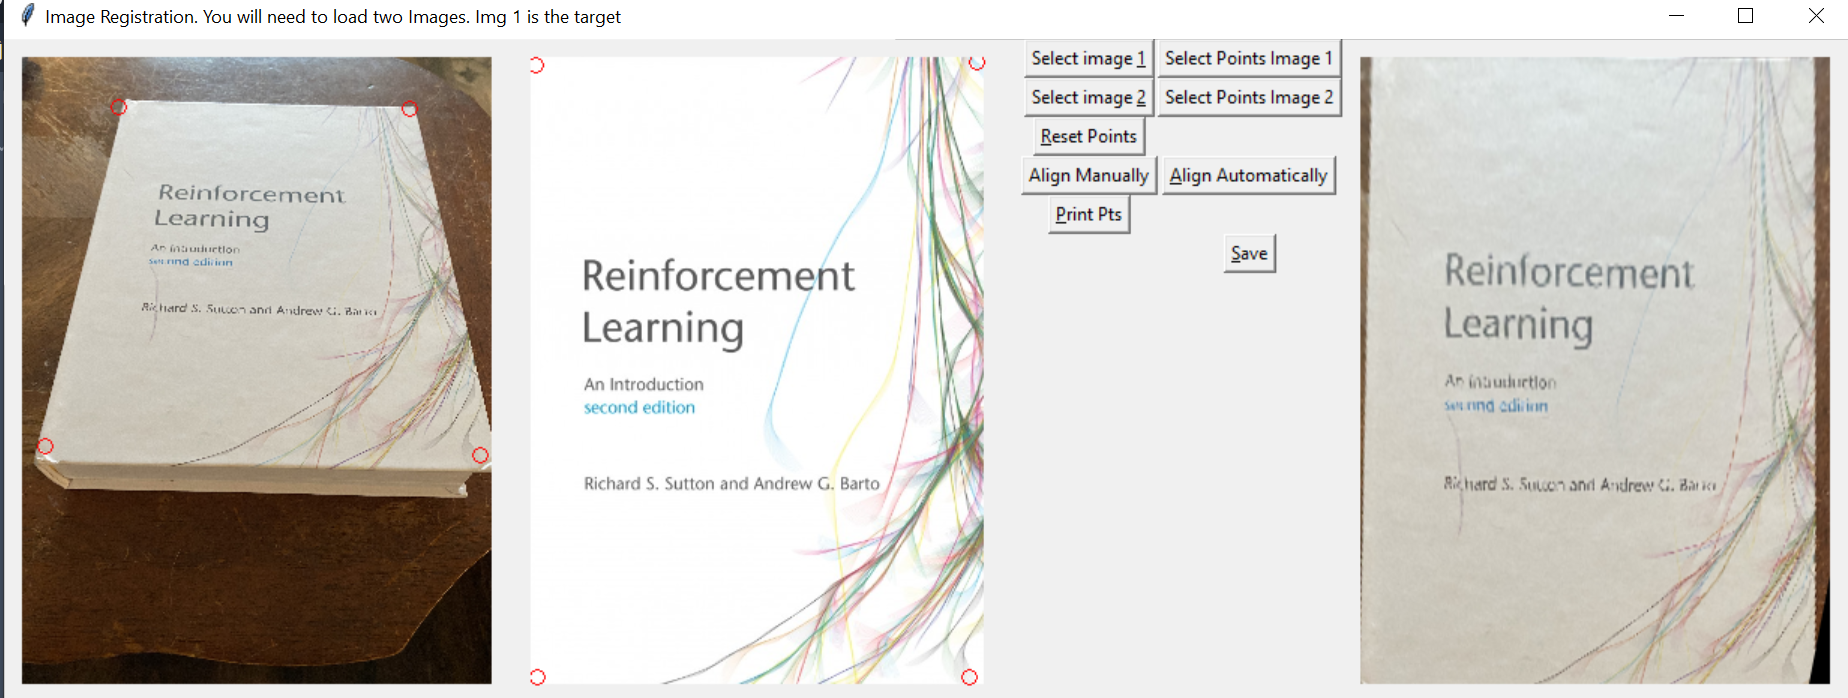 Image Registration. You will need to load two Images. Img 1 is the target
Reinforcement
Learning
An Introduction
second edition
Richard S. Sutton and Andrew G. Barto
Reinforcement
Learning
An Introduction
second edition
Richard S. Sutton and Andrew G. Barto
Select image 1
Select Points Image 1
Select image 2
Select Points Image 2
Reset Points
Align Manually
Align Automatically
Print Pts
Save
Reinforcement
Learning
An Introduction
second edition
Richard S. Sutton and Andrew G. Barto